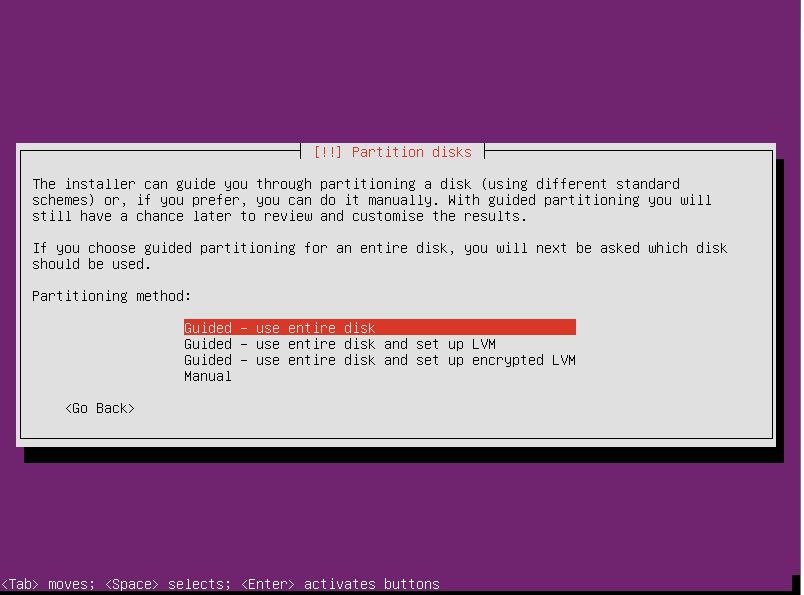 [!!] Partition disks
The installer can guide you through partitioning a disk (using different standard
schemes) or, if you prefer, you can do it manually. With guided partitioning you will
still have a chance later to review and customise the results.
If you choose guided partitioning for an entire disk, you will next be asked which disk
should be used.
Partitioning method:
Guided – use entire disk
Guided – use entire disk and set up LVM
Guided – use entire disk and set up encrypted LVM
Manual
<Go Back>
<Tab> moves; <Space> selects; <Enter> activates buttons